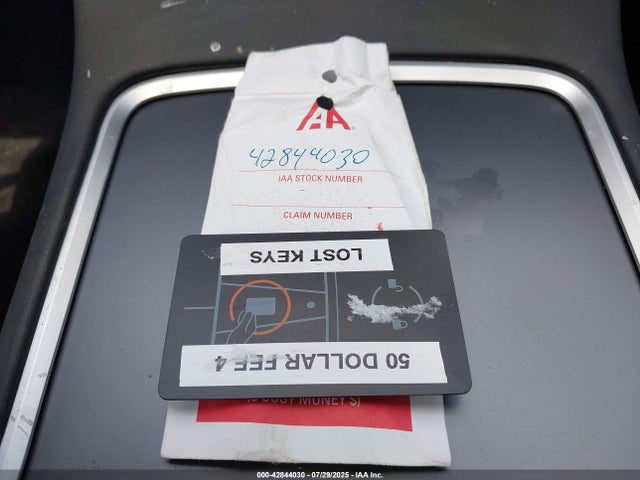 IAA
42844030
IAA STOCK NUMBER
CLAIM NUMBER
50 DOLLAR FEE 4
LOST KEYS
000-42844030 | 07/29/2025 - IAA Inc.